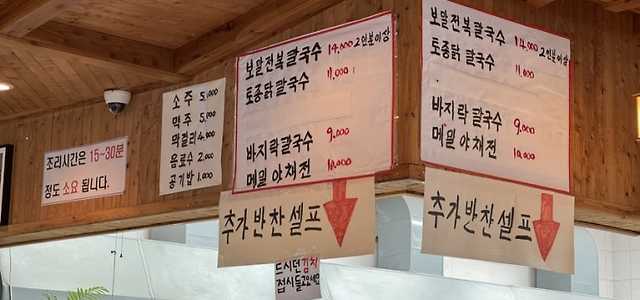 조리시간은 15-30분
정도 소요 됩니다.
소주 5,000
맥주 5,000
막걸리 4,000
음료수 2,000
공기밥 1,000
보말전복칼국수 14,000 2인분이상
토종닭칼국수 11,000
바지락칼국수 9,000
메밀야채전 10,000
추가반찬셀프
보말전복칼국수 14,000 2인분이상
토종닭칼국수 11,000
바지락칼국수 9,000
메밀야채전 10,000
추가반찬셀프
드시던 김치